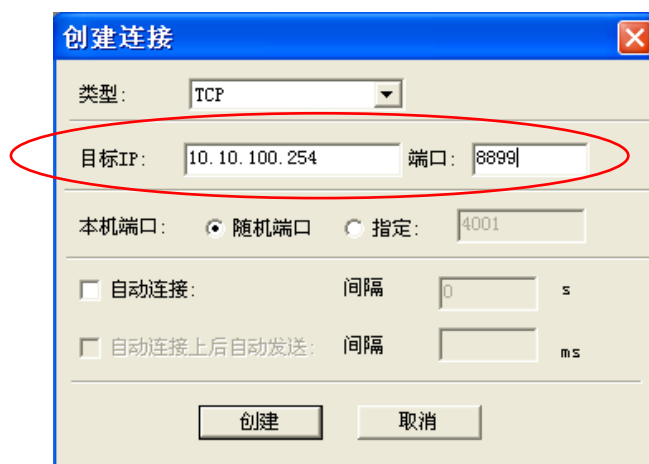 创建连接
类型: TCP
目标IP: 10.10.100.254 端口: 8899
本机端口: 随机端口 指定: 4001
自动连接: 间隔 0 s
自动连接上后自动发送: 间隔 ms
创建 取消